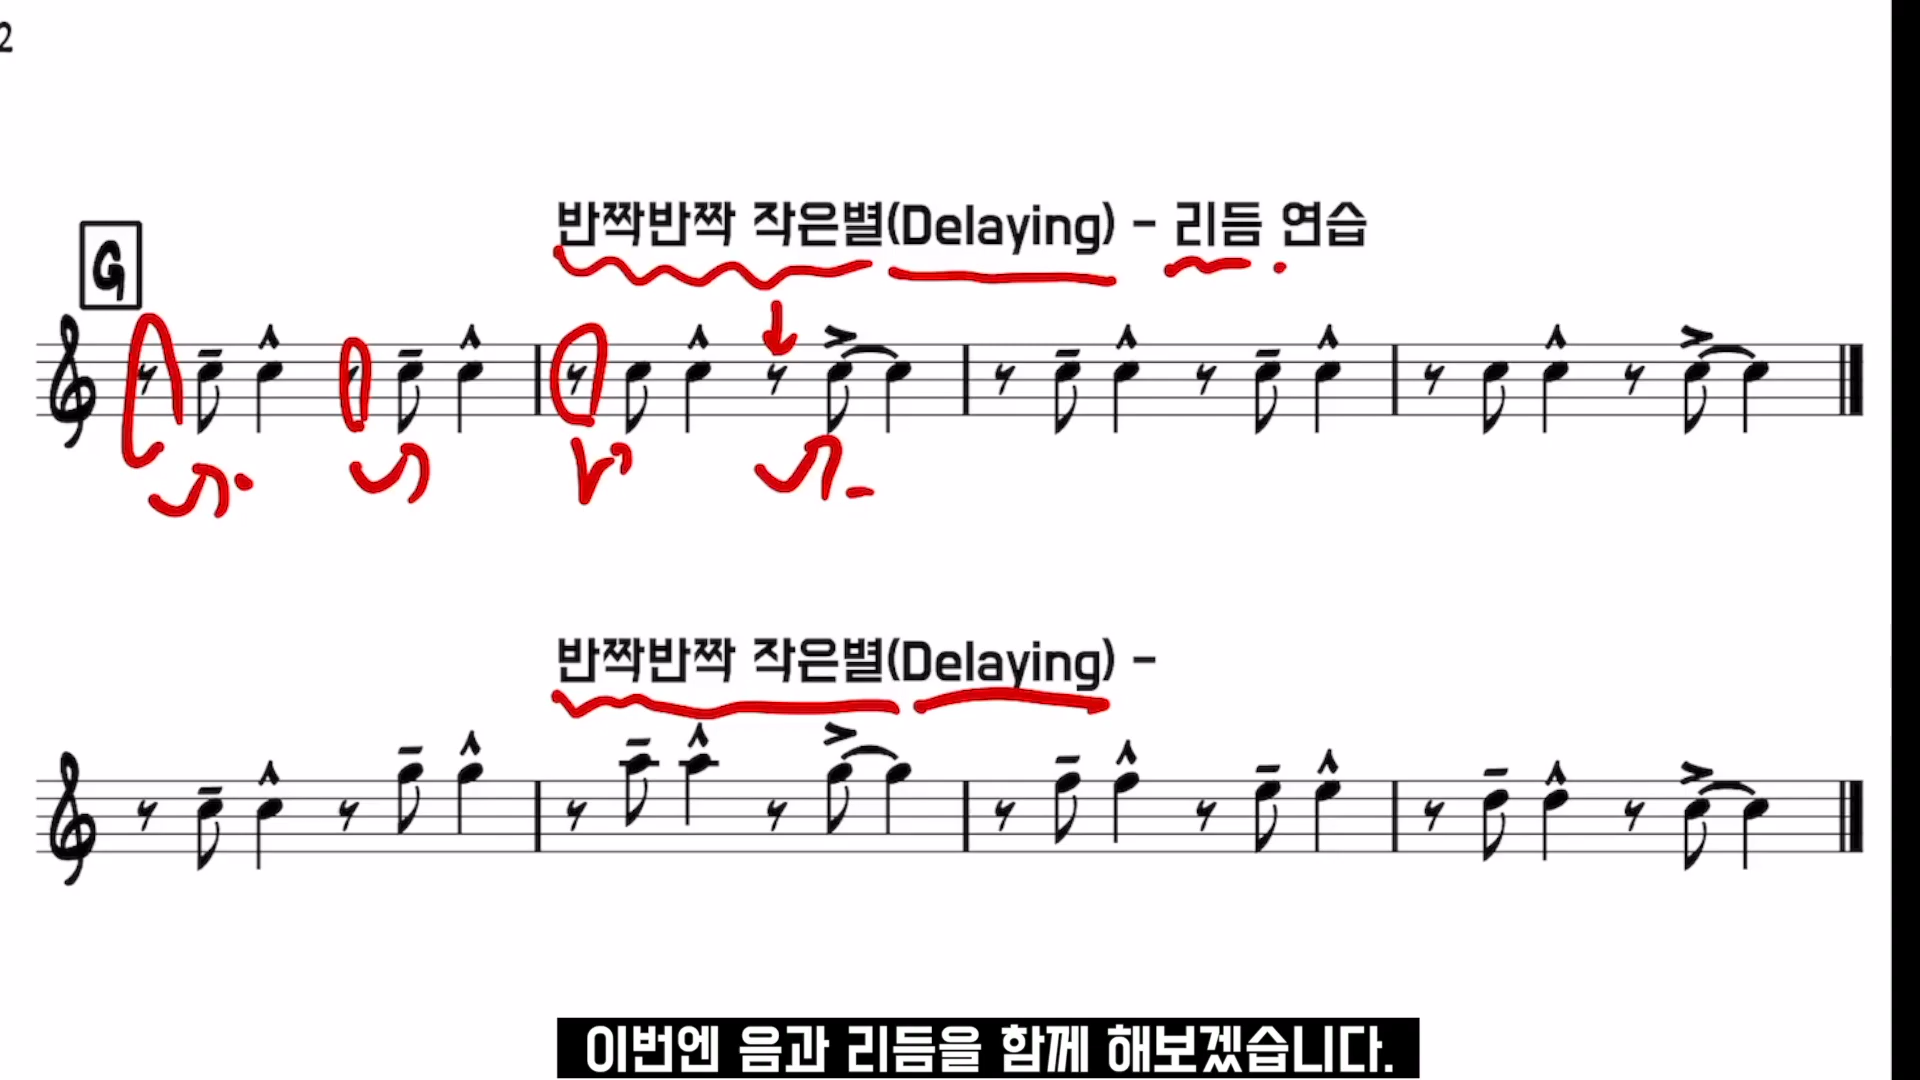 2
반짝반짝 작은별(Delaying) - 리듬 연습
G
반짝반짝 작은별(Delaying) -
이번엔 음과 리듬을 함께 해보겠습니다.